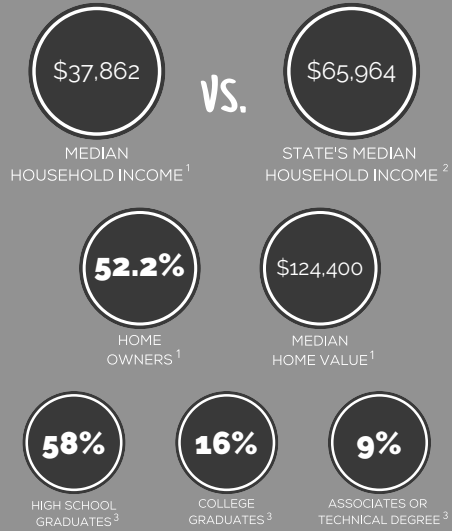 $37,862
VS.
$65,964
MEDIAN
HOUSEHOLD INCOME 1
STATE'S MEDIAN
HOUSEHOLD INCOME 2
52.2%
HOME
OWNERS 1
$124,400
MEDIAN
HOME VALUE 1
58%
HIGH SCHOOL
GRADUATES 3
16%
COLLEGE
GRADUATES 3
9%
ASSOCIATES OR
TECHNICAL DEGREE 3